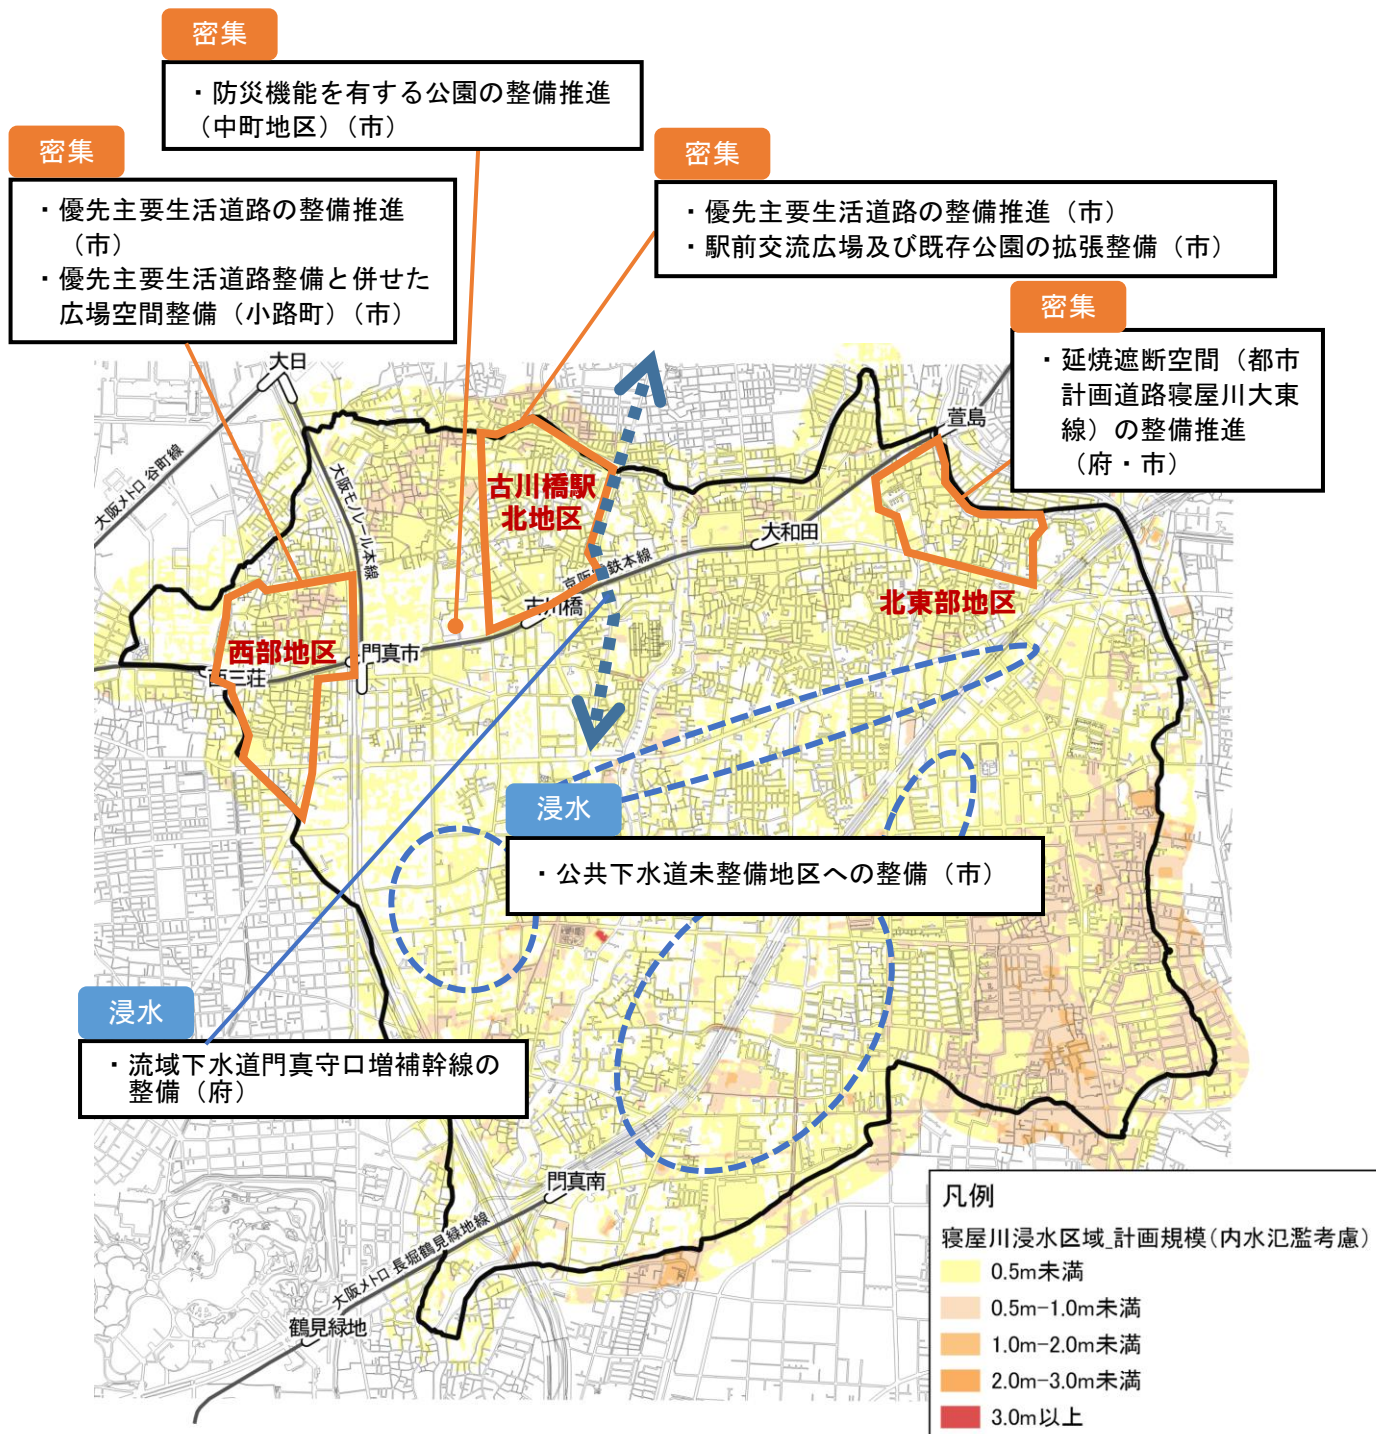 密集
・防災機能を有する公園の整備推進
（中町地区）（市）
密集
・優先主要生活道路の整備推進
（市）
・優先主要生活道路整備と併せた
広場空間整備（小路町）（市）
密集
・優先主要生活道路の整備推進（市）
・駅前交流広場及び既存公園の拡張整備（市）
密集
・延焼遮断空間（都市
計画道路寝屋川大東
線）の整備推進
（府・市）
大日
萱島
大阪メトロ 谷町線
大阪モノレール本線
古川橋駅
北地区
大和田
京阪電鉄本線
北東部地区
古川橋
西部地区
門真市
西三荘
浸水
・公共下水道未整備地区への整備（市）
浸水
・流域下水道門真守口増補幹線の
整備（府）
門真南
大阪メトロ 長堀鶴見緑地線
鶴見緑地
凡例
寝屋川浸水区域_計画規模（内水氾濫考慮）
0.5m未満
0.5m-1.0m未満
1.0m-2.0m未満
2.0m-3.0m未満
3.0m以上